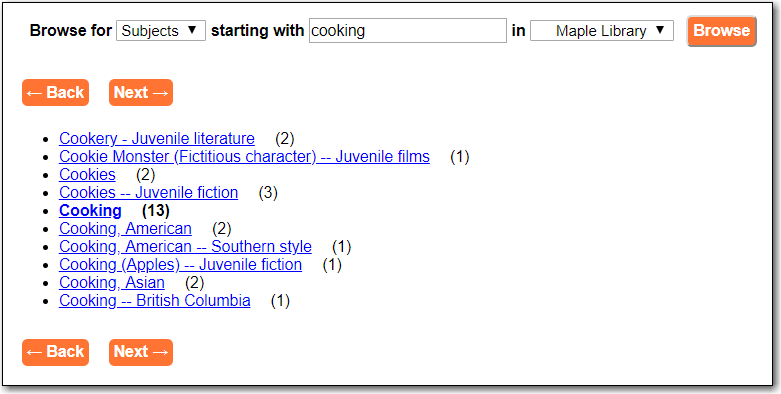 Browse for Subjects ▼ starting with cooking in Maple Library ▼ Browse
← Back Next →
• Cookery - Juvenile literature (2)
• Cookie Monster (Fictitious character) -- Juvenile films (1)
• Cookies (2)
• Cookies -- Juvenile fiction (3)
• Cooking (13)
• Cooking, American (2)
• Cooking, American -- Southern style (1)
• Cooking (Apples) -- Juvenile fiction (1)
• Cooking, Asian (2)
• Cooking -- British Columbia (1)
← Back Next →